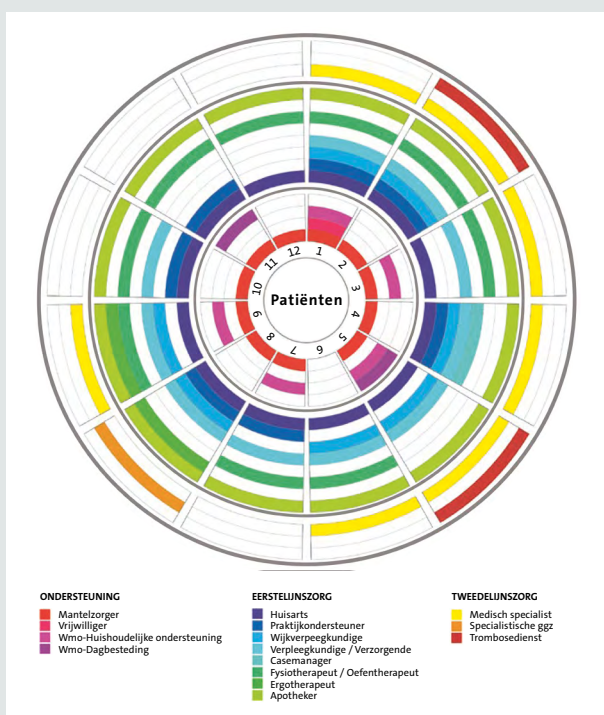 12
1
2
3
4
5
6
7
8
9
10
11
Patiënten
ONDERSTEUNING
Mantelzorger
Vrijwilliger
Wmo-Huishoudelijke ondersteuning
Wmo-Dagbesteding
EERSTELIJNSZORG
Huisarts
Praktijkondersteuner
Wijkverpeegkundige
Verpleegkundige / Verzorgende
Casemanager
Fysiotherapeut / Oefentherapeut
Ergotherapeut
Apotheker
TWEEDELIJNSZORG
Medisch specialist
Specialistische ggz
Trombosedienst